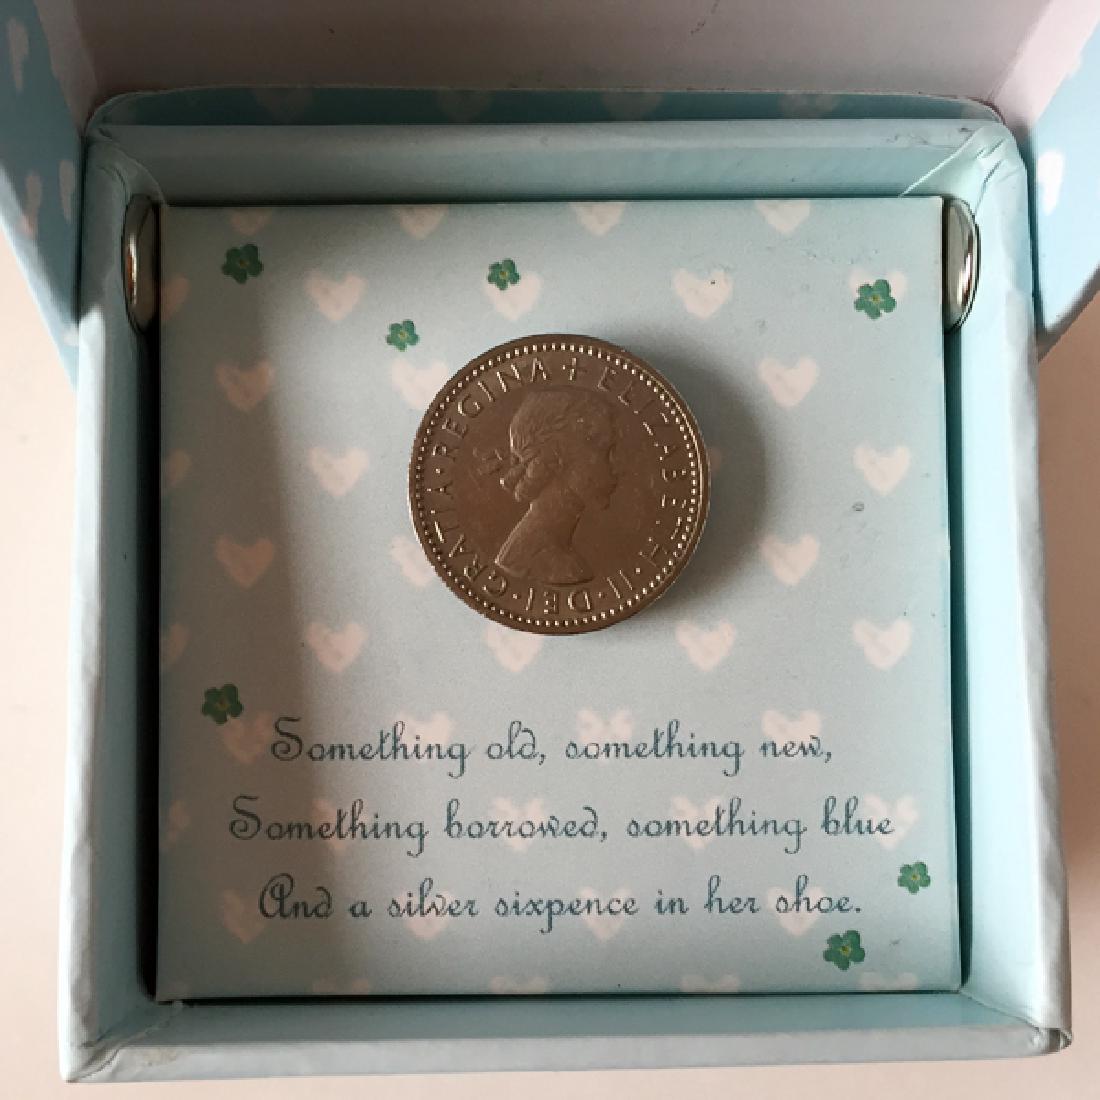 + ELIZABETH · II · DEI · GRATIA · REGINA
Something old, something new,
Something borrowed, something blue
And a silver sixpence in her shoe.